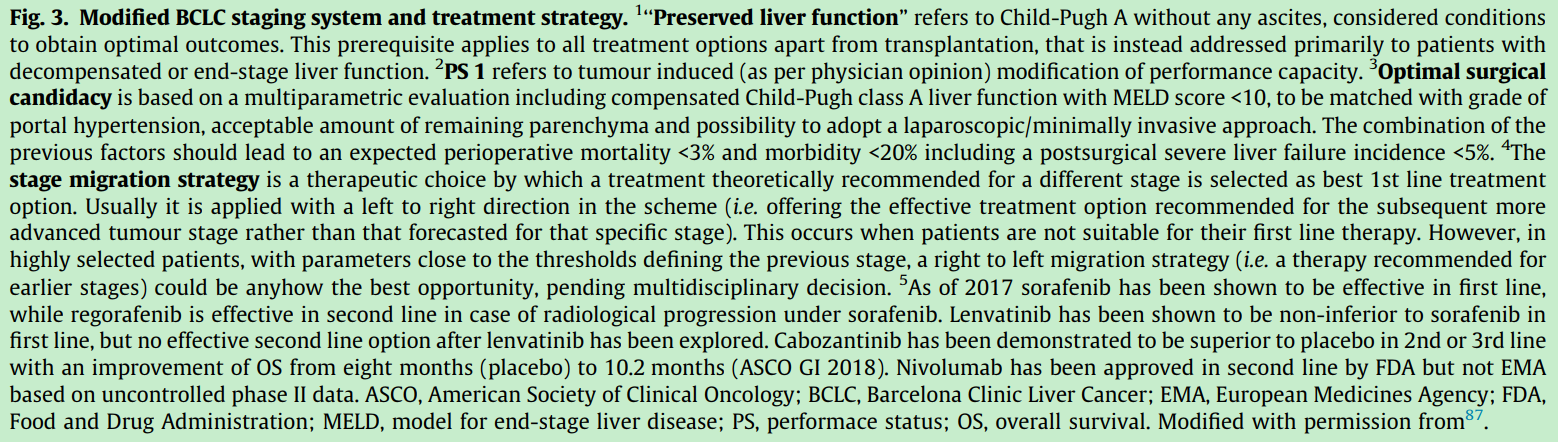 Fig. 3. Modified BCLC staging system and treatment strategy. ¹“Preserved liver function” refers to Child-Pugh A without any ascites, considered conditions
to obtain optimal outcomes. This prerequisite applies to all treatment options apart from transplantation, that is instead addressed primarily to patients with
decompensated or end-stage liver function. ²PS 1 refers to tumour induced (as per physician opinion) modification of performance capacity. ³Optimal surgical
candidacy is based on a multiparametric evaluation including compensated Child-Pugh class A liver function with MELD score <10, to be matched with grade of
portal hypertension, acceptable amount of remaining parenchyma and possibility to adopt a laparoscopic/minimally invasive approach. The combination of the
previous factors should lead to an expected perioperative mortality <3% and morbidity <20% including a postsurgical severe liver failure incidence <5%. ⁴The
stage migration strategy is a therapeutic choice by which a treatment theoretically recommended for a different stage is selected as best 1st line treatment
option. Usually it is applied with a left to right direction in the scheme (i.e. offering the effective treatment option recommended for the subsequent more
advanced tumour stage rather than that forecasted for that specific stage). This occurs when patients are not suitable for their first line therapy. However, in
highly selected patients, with parameters close to the thresholds defining the previous stage, a right to left migration strategy (i.e. a therapy recommended for
earlier stages) could be anyhow the best opportunity, pending multidisciplinary decision. ⁵As of 2017 sorafenib has been shown to be effective in first line,
while regorafenib is effective in second line in case of radiological progression under sorafenib. Lenvatinib has been shown to be non-inferior to sorafenib in
first line, but no effective second line option after lenvatinib has been explored. Cabozantinib has been demonstrated to be superior to placebo in 2nd or 3rd line
with an improvement of OS from eight months (placebo) to 10.2 months (ASCO GI 2018). Nivolumab has been approved in second line by FDA but not EMA
based on uncontrolled phase II data. ASCO, American Society of Clinical Oncology; BCLC, Barcelona Clinic Liver Cancer; EMA, European Medicines Agency; FDA,
Food and Drug Administration; MELD, model for end-stage liver disease; PS, performace status; OS, overall survival. Modified with permission from⁸⁷.